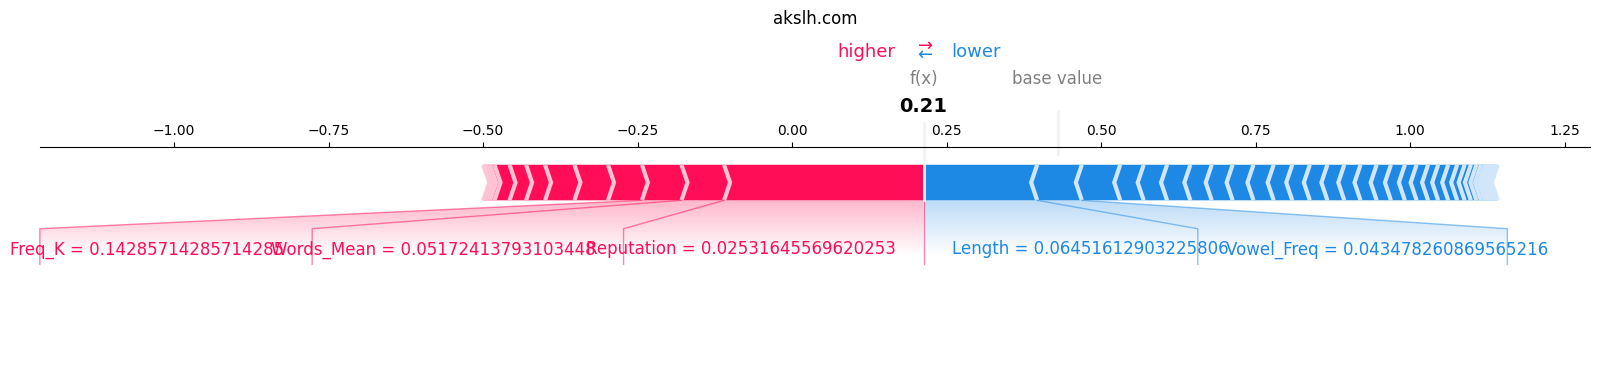 akslh.com
higher → ← lower
f(x) base value
0.21
−1.00 −0.75 −0.50 −0.25 0.00 0.25 0.50 0.75 1.00 1.25
Freq_K = 0.14285714285714285 Words_Mean = 0.05172413793103448 Reputation = 0.02531645569620253 Length = 0.06451612903225806 Vowel_Freq = 0.043478260869565216